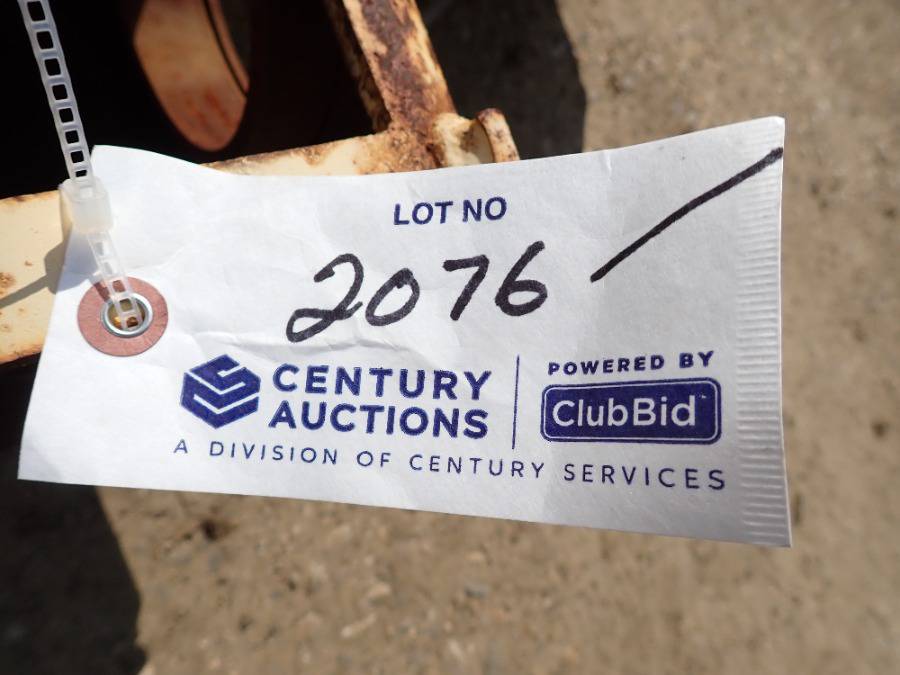 LOT NO
2076 /
CENTURY AUCTIONS
POWERED BY
ClubBid
A DIVISION OF CENTURY SERVICES